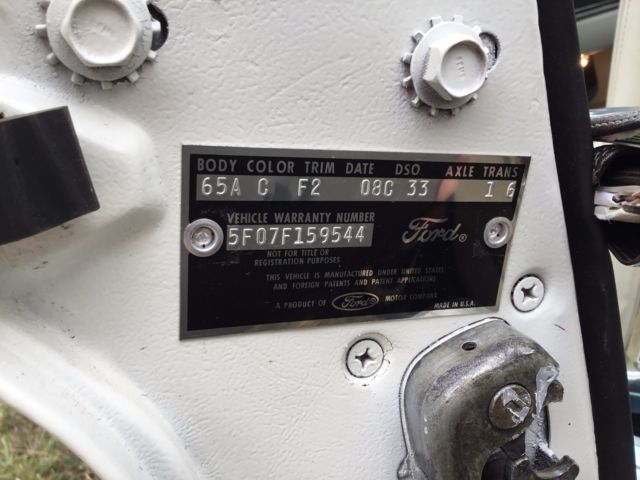 BODY COLOR TRIM DATE DSO AXLE TRANS
65A C F2 08C 33 I 6
VEHICLE WARRANTY NUMBER
5F07F159544
Ford®
NOT FOR TITLE OR
REGISTRATION PURPOSES
THIS VEHICLE IS MANUFACTURED UNDER UNITED STATES
AND FOREIGN PATENTS AND PATENT APPLICATIONS
A PRODUCT OF Ford® MOTOR COMPANY
MADE IN U.S.A.